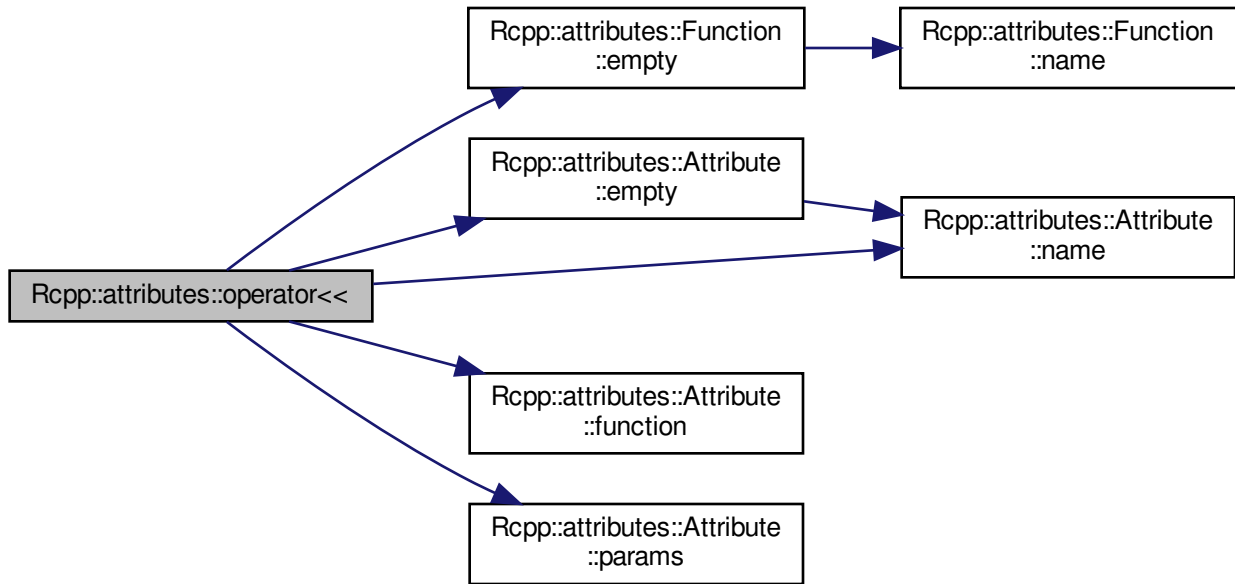 Rcpp::attributes::Function
::empty
Rcpp::attributes::Function
::name
Rcpp::attributes::Attribute
::empty
Rcpp::attributes::Attribute
::name
Rcpp::attributes::operator<<
Rcpp::attributes::Attribute
::function
Rcpp::attributes::Attribute
::params